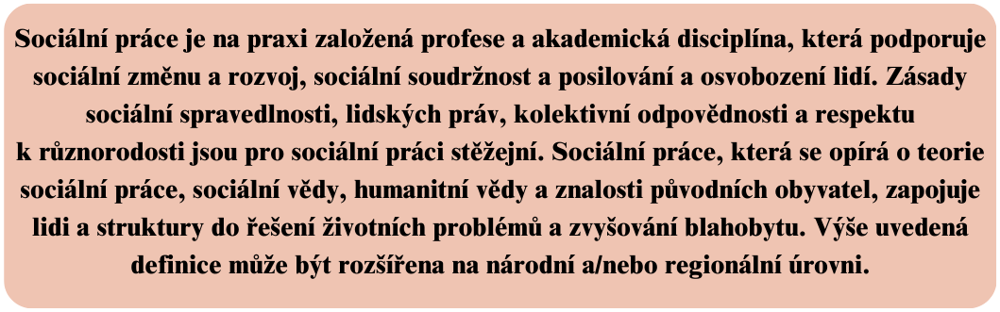 Sociální práce je na praxi založená profese a akademická disciplína, která podporuje
sociální změnu a rozvoj, sociální soudržnost a posilování a osvobození lidí. Zásady
sociální spravedlnosti, lidských práv, kolektivní odpovědnosti a respektu
k různorodosti jsou pro sociální práci stěžejní. Sociální práce, která se opírá o teorie
sociální práce, sociální vědy, humanitní vědy a znalosti původních obyvatel, zapojuje
lidi a struktury do řešení životních problémů a zvyšování blahobytu. Výše uvedená
definice může být rozšířena na národní a/nebo regionální úrovni.